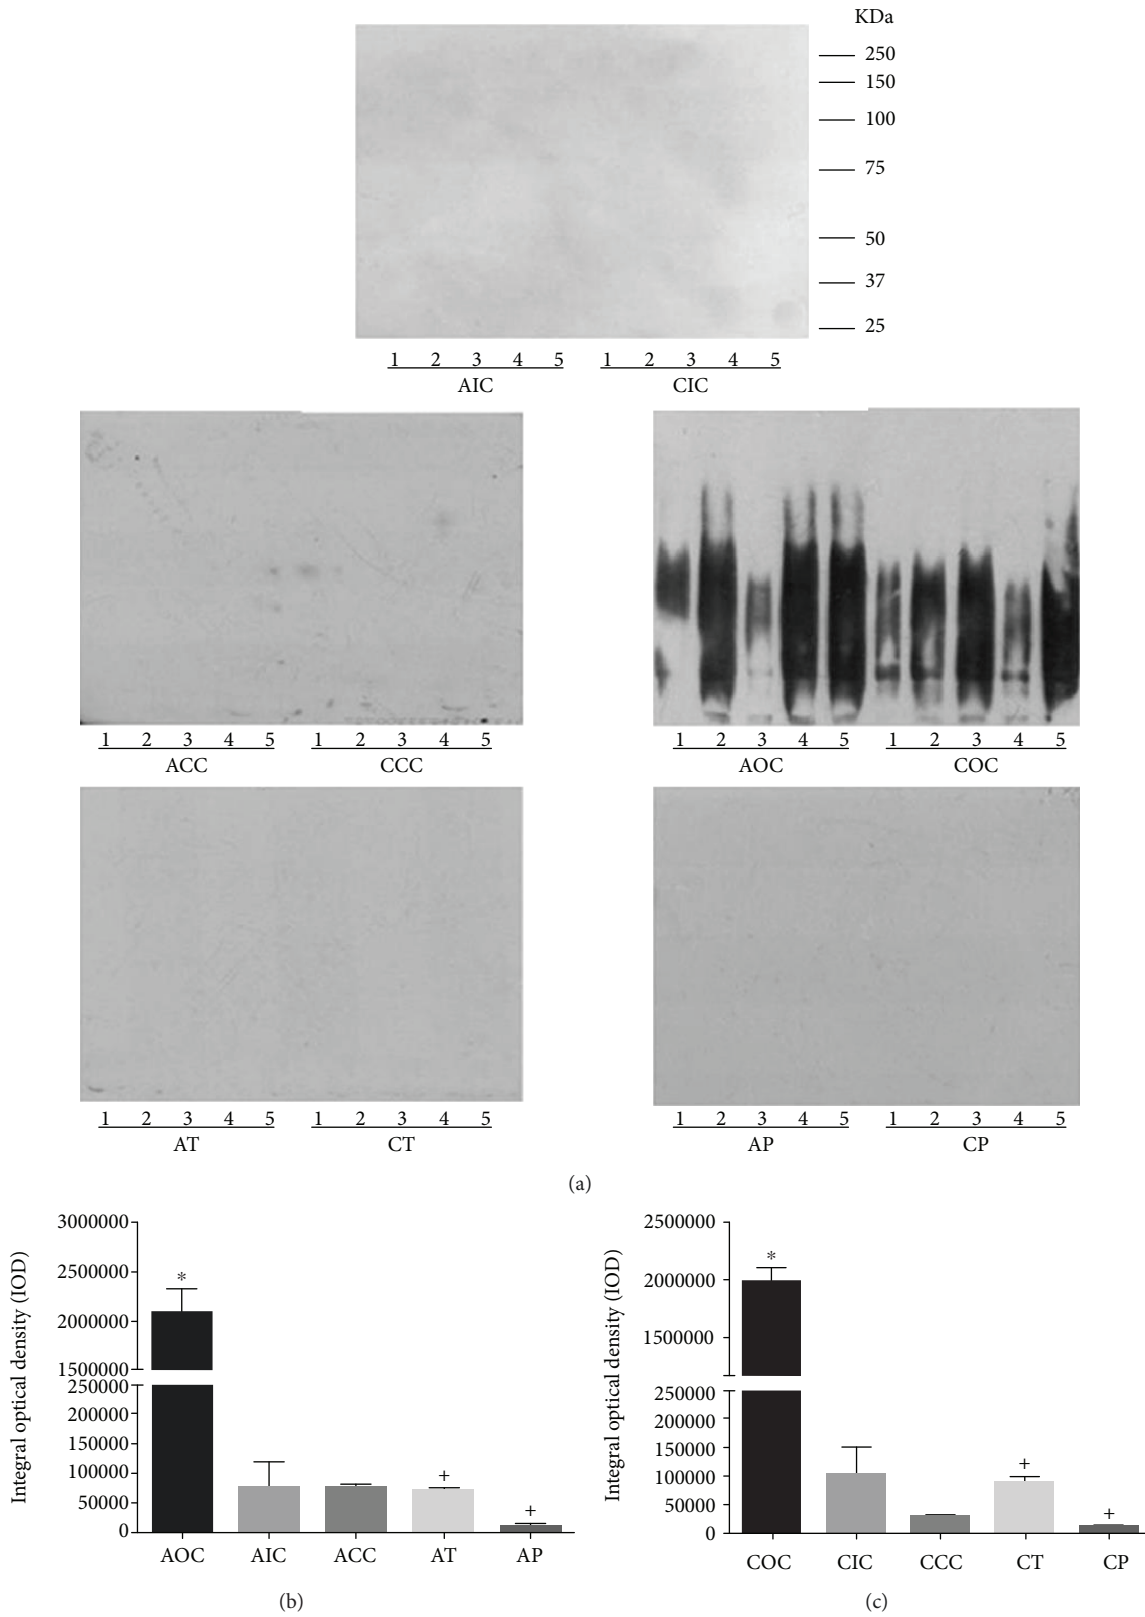 KDa
250
150
100
75
50
37
25
1 2 3 4 5 1 2 3 4 5
AIC CIC
1 2 3 4 5 1 2 3 4 5
ACC CCC
1 2 3 4 5 1 2 3 4 5
AOC COC
1 2 3 4 5 1 2 3 4 5
AT CT
1 2 3 4 5 1 2 3 4 5
AP CP
(a)
Integral optical density (IOD)
3000000
2500000
2000000
1500000
250000
200000
150000
100000
50000
0
*
+
+
AOC AIC ACC AT AP
(b)
Integral optical density (IOD)
2500000
2000000
1500000
250000
200000
150000
100000
50000
0
*
+
+
COC CIC CCC CT CP
(c)